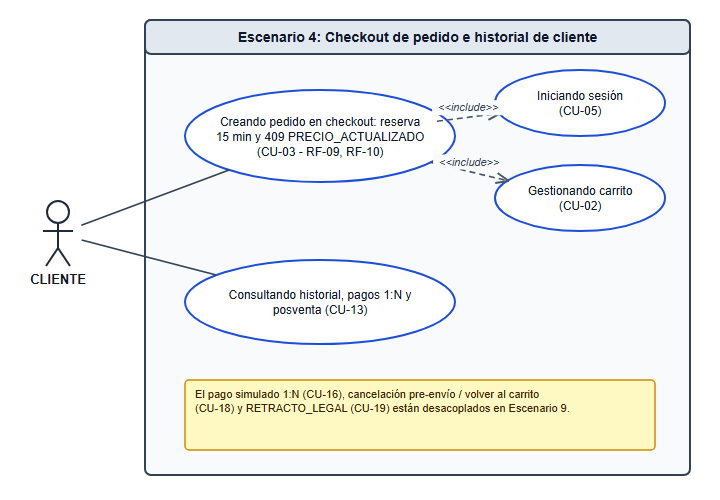 Escenario 4: Checkout de pedido e historial de cliente
Creando pedido en checkout: reserva
15 min y 409 PRECIO_ACTUALIZADO
(CU-03 - RF-09, RF-10)
<<include>>
Iniciando sesión
(CU-05)
<<include>>
Gestionando carrito
(CU-02)
CLIENTE
Consultando historial, pagos 1:N y
posventa (CU-13)
El pago simulado 1:N (CU-16), cancelación pre-envío / volver al carrito
(CU-18) y RETRACTO_LEGAL (CU-19) están desacoplados en Escenario 9.